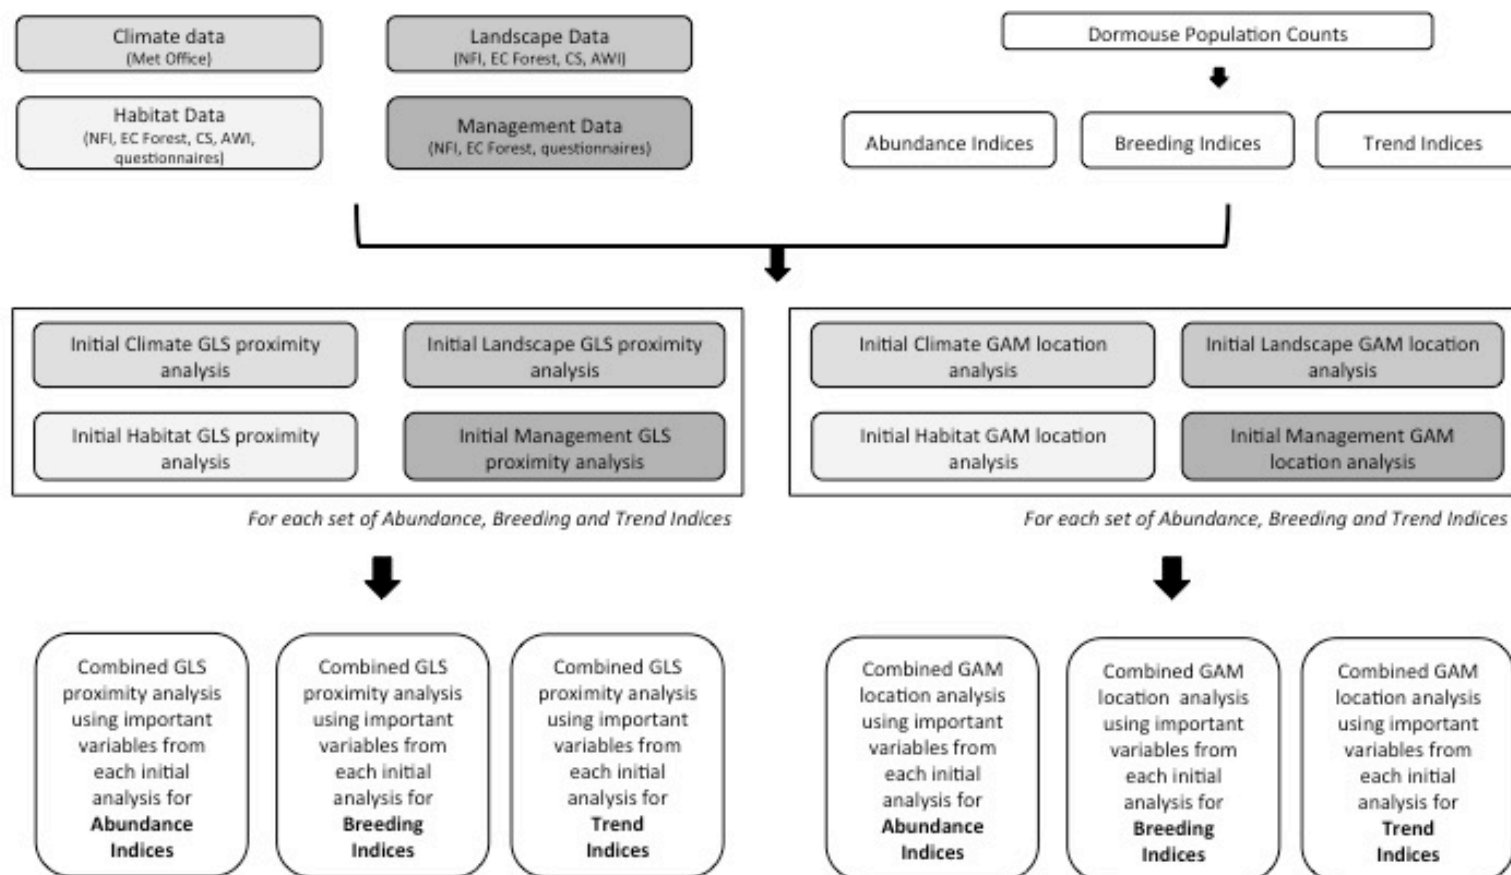 Climate data
(Met Office)
Landscape Data
(NFI, EC Forest, CS, AWI)
Dormouse Population Counts
Habitat Data
(NFI, EC Forest, CS, AWI,
questionnaires)
Management Data
(NFI, EC Forest, questionnaires)
Abundance Indices
Breeding Indices
Trend Indices
Initial Climate GLS proximity
analysis
Initial Landscape GLS proximity
analysis
Initial Habitat GLS proximity
analysis
Initial Management GLS
proximity analysis
For each set of Abundance, Breeding and Trend Indices
Initial Climate GAM location
analysis
Initial Landscape GAM location
analysis
Initial Habitat GAM location
analysis
Initial Management GAM
location analysis
For each set of Abundance, Breeding and Trend Indices
Combined GLS
proximity analysis
using important
variables from
each initial
analysis for
Abundance
Indices
Combined GLS
proximity analysis
using important
variables from
each initial
analysis for
Breeding
Indices
Combined GLS
proximity analysis
using important
variables from
each initial
analysis for
Trend
Indices
Combined GAM
location analysis
using important
variables from
each initial
analysis for
Abundance
Indices
Combined GAM
location analysis
using important
variables from
each initial
analysis for
Breeding
Indices
Combined GAM
location analysis
using important
variables from
each initial
analysis for
Trend
Indices